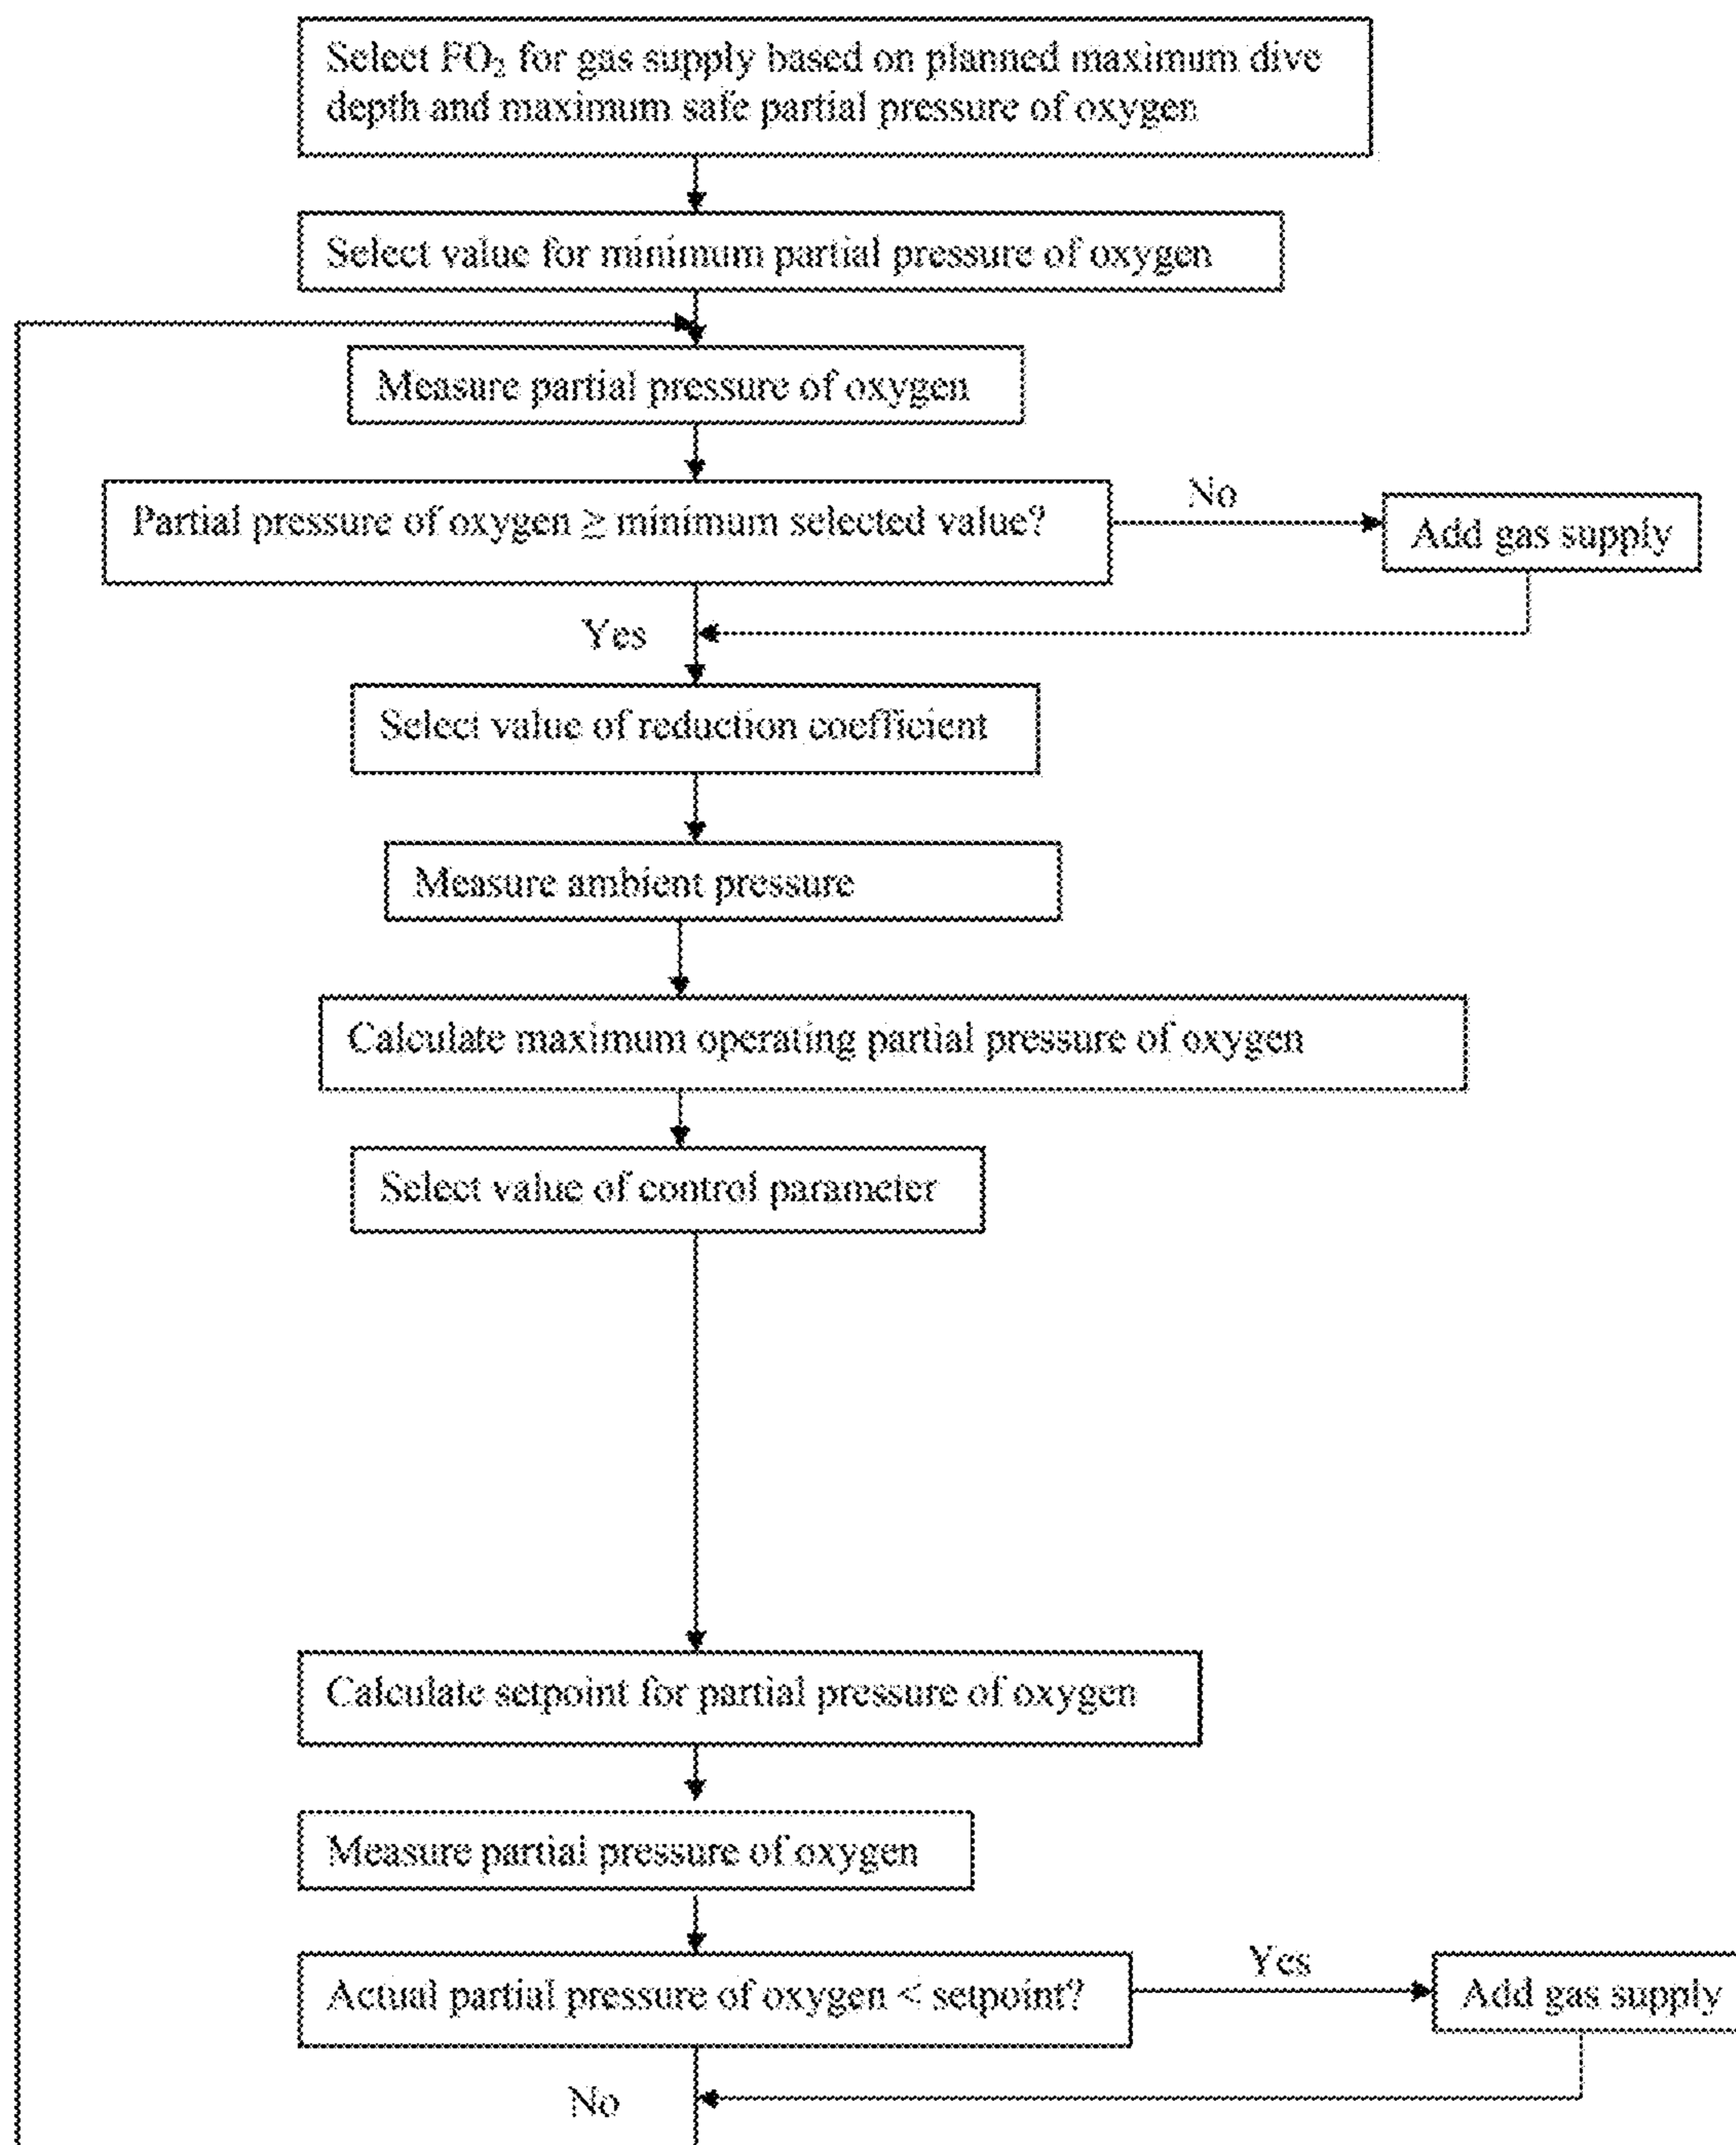 Select FO₂ for gas supply based on planned maximum dive
depth and maximum safe partial pressure of oxygen
Select value for minimum partial pressure of oxygen
Measure partial pressure of oxygen
Partial pressure of oxygen ≥ minimum selected value?
No
Add gas supply
Yes
Select value of reduction coefficient
Measure ambient pressure
Calculate maximum operating partial pressure of oxygen
Select value of control parameter
Calculate setpoint for partial pressure of oxygen
Measure partial pressure of oxygen
Actual partial pressure of oxygen < setpoint?
Yes
Add gas supply
No